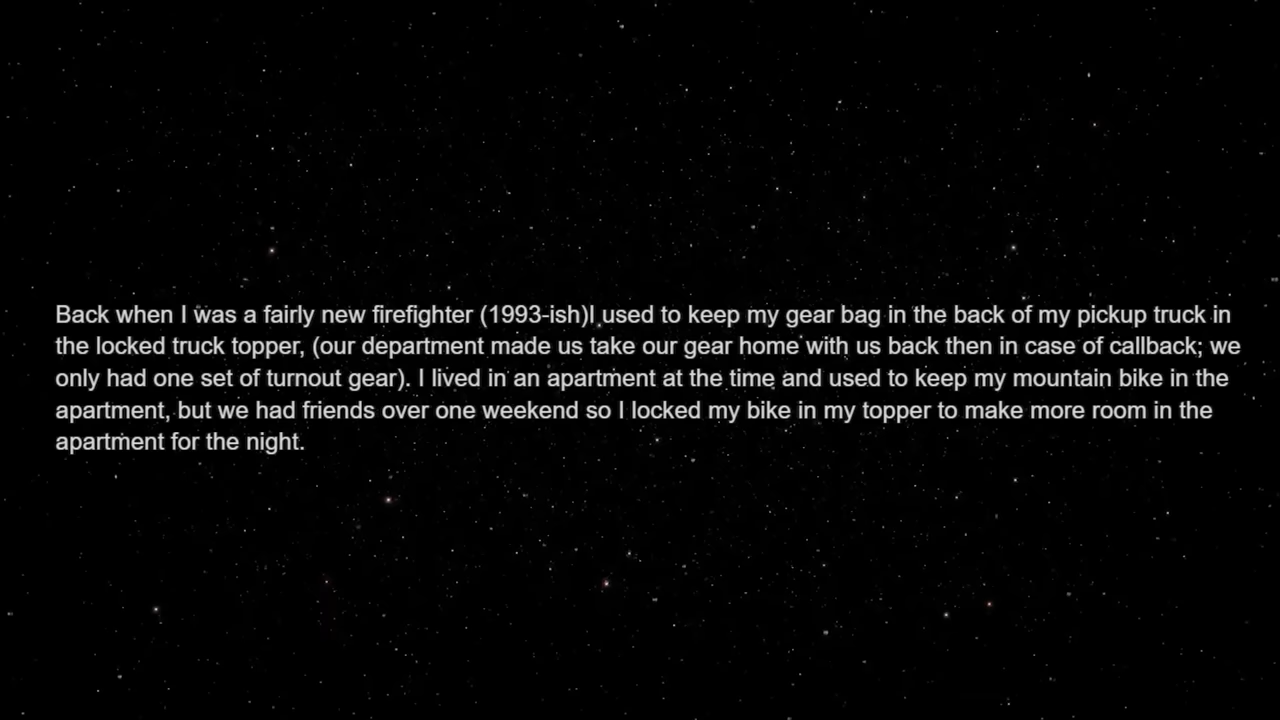 Back when I was a fairly new firefighter (1993-ish)I used to keep my gear bag in the back of my pickup truck in
the locked truck topper, (our department made us take our gear home with us back then in case of callback; we
only had one set of turnout gear). I lived in an apartment at the time and used to keep my mountain bike in the
apartment, but we had friends over one weekend so I locked my bike in my topper to make more room in the
apartment for the night.